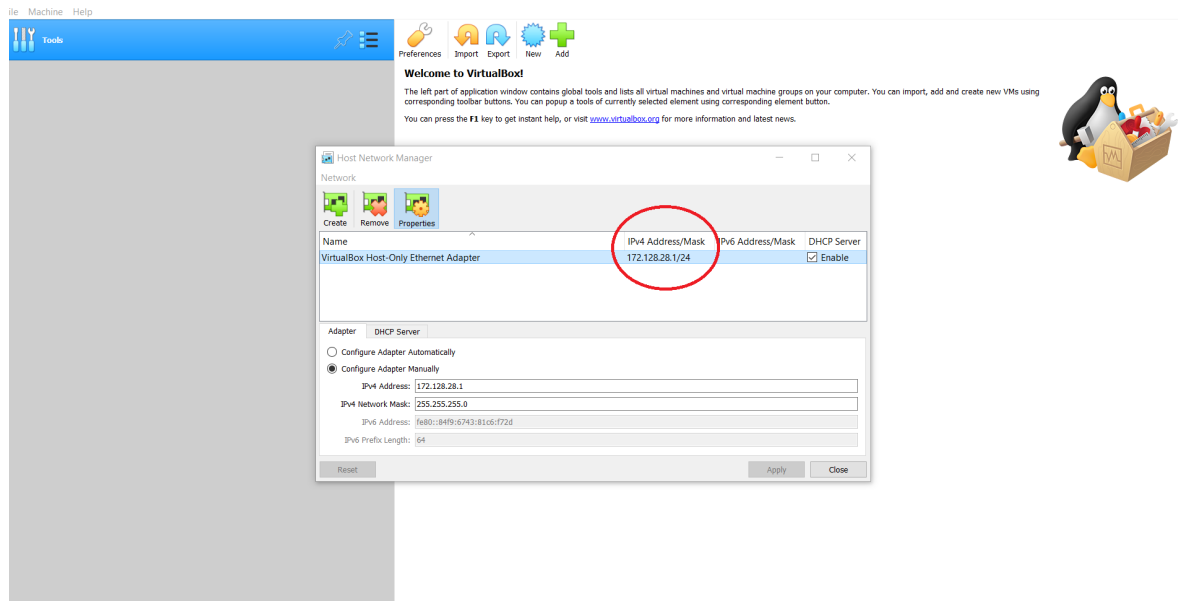 ile Machine Help
Tools
Preferences Import Export New Add
Welcome to VirtualBox!
The left part of application window contains global tools and lists all virtual machines and virtual machine groups on your computer. You can import, add and create new VMs using
corresponding toolbar buttons. You can popup a tools of currently selected element using corresponding element button.
You can press the F1 key to get instant help, or visit www.virtualbox.org for more information and latest news.
Host Network Manager
Network
Create Remove Properties
Name IPv4 Address/Mask IPv6 Address/Mask DHCP Server
VirtualBox Host-Only Ethernet Adapter 172.128.28.1/24 Enable
Adapter DHCP Server
Configure Adapter Automatically
Configure Adapter Manually
IPv4 Address: 172.128.28.1
IPv4 Network Mask: 255.255.255.0
IPv6 Address: fe80::84f9:6743:81c6:f72d
IPv6 Prefix Length: 64
Reset Apply Close